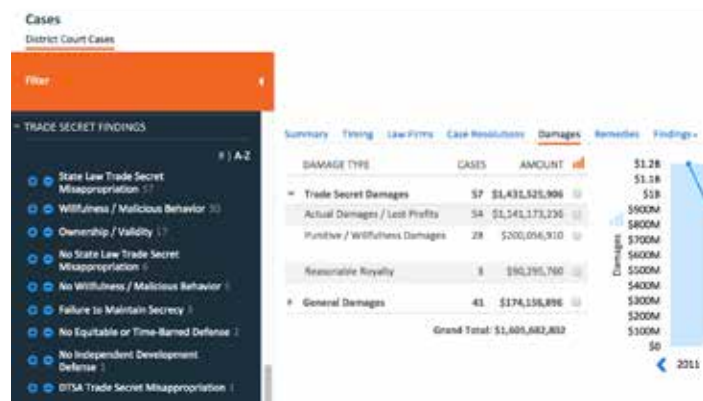 Cases
District Court Cases
Filter
TRADE SECRET FINDINGS
# | A-Z
State Law Trade Secret
Misappropriation 57
Willfulness / Malicious Behavior 30
Ownership / Validity 17
No State Law Trade Secret
Misappropriation 6
No Willfulness / Malicious Behavior
Failure to Maintain Secrecy
No Equitable or Time-Barred Defense
No Independent Development
Defense
DTSA Trade Secret Misappropriation
Summary Timing Law Firms Case Resolutions Damages Remedies Findings
DAMAGE TYPE CASES AMOUNT
Trade Secret Damages 57 $1,431,525,906
Actual Damages / Lost Profits 54 $1,141,173,236
Punitive / Willfulness Damages 28 $200,056,910
Reasonable Royalty 8 $90,295,760
General Damages 41 $174,156,896
Grand Total: $1,605,682,802
$1.2B
$1.1B
$1B
$900M
$800M
$700M
$600M
$500M
$400M
$300M
$200M
$100M
$0
Damages
2011